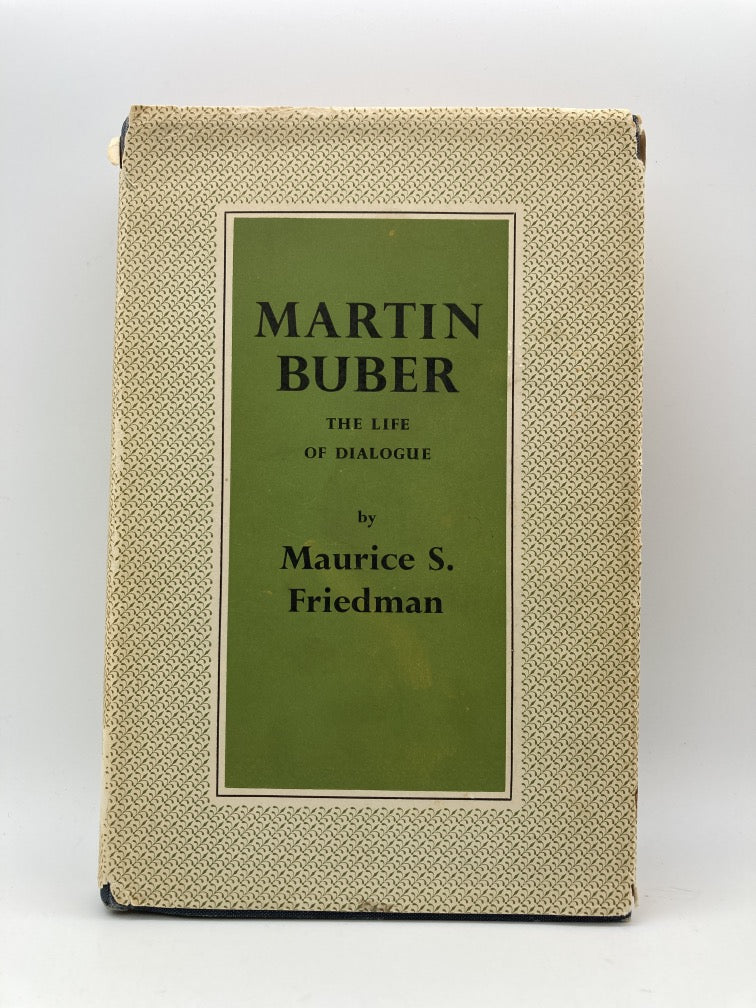 MARTIN
BUBER
THE LIFE
OF DIALOGUE
by
Maurice S.
Friedman